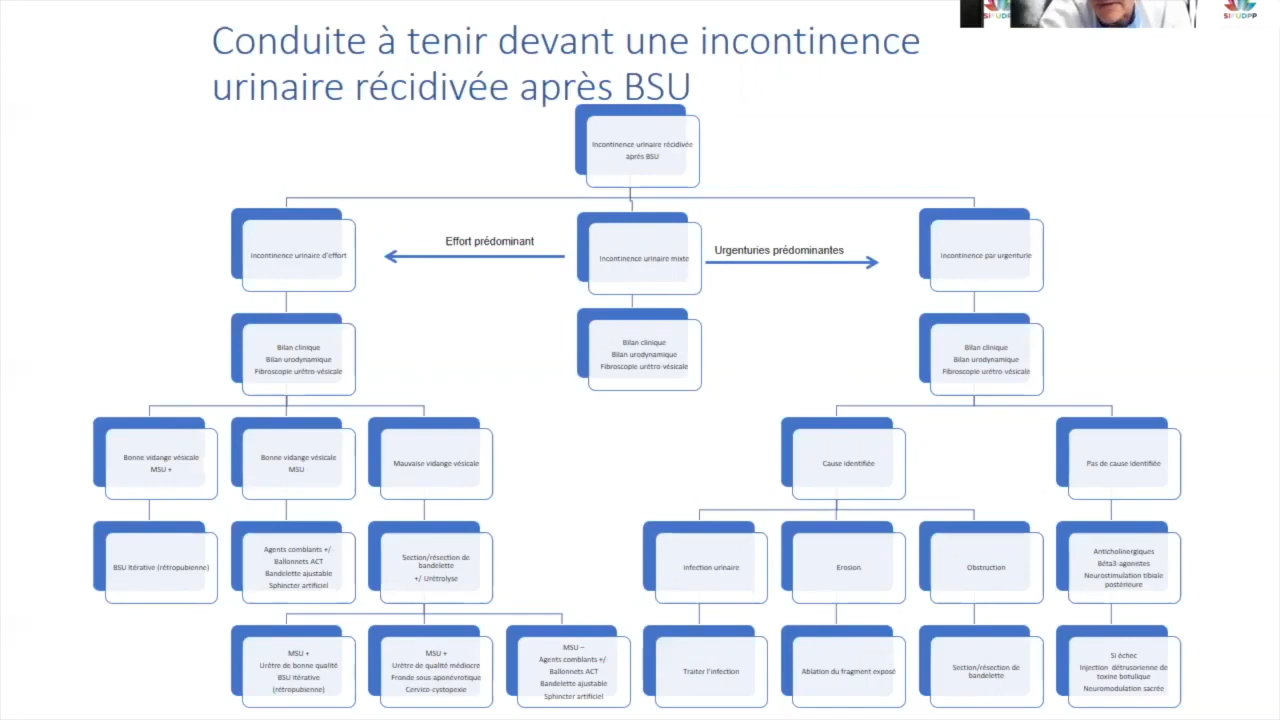 SIFUDPP
SIFUDPP
Conduite à tenir devant une incontinence
urinaire récidivée après BSU
Incontinence urinaire récidivée
après BSU
Effort prédominant
Urgenturies prédominantes
Incontinence urinaire d'effort
Incontinence urinaire mixte
Incontinence par urgenturie
Bilan clinique
Bilan urodynamique
Fibroscopie urétro-vésicale
Bilan clinique
Bilan urodynamique
Fibroscopie urétro-vésicale
Bilan clinique
Bilan urodynamique
Fibroscopie urétro-vésicale
Bonne vidange vésicale
MSU +
Bonne vidange vésicale
MSU
Mauvaise vidange vésicale
Cause identifiée
Pas de cause identifiée
BSU itérative (rétropubienne)
Agents comblants +/
Ballonnets ACT
Bandelette ajustable
Sphincter artificiel
Section/résection de
bandelette
+/ Urétrolyse
Infection urinaire
Erosion
Obstruction
Anticholinergiques
Béta3-agonistes
Neurostimulation tibiale
postérieure
MSU +
Urètre de bonne qualité
BSU itérative
(rétropubienne)
MSU +
Urètre de qualité médiocre
Fronde sous aponévrotique
Cervico-cystopexie
MSU –
Agents comblants +/
Ballonnets ACT
Bandelette ajustable
Sphincter artificiel
Traiter l'infection
Ablation du fragment exposé
Section/résection de
bandelette
Si échec
Injection détrusorienne de
toxine botulique
Neuromodulation sacrée